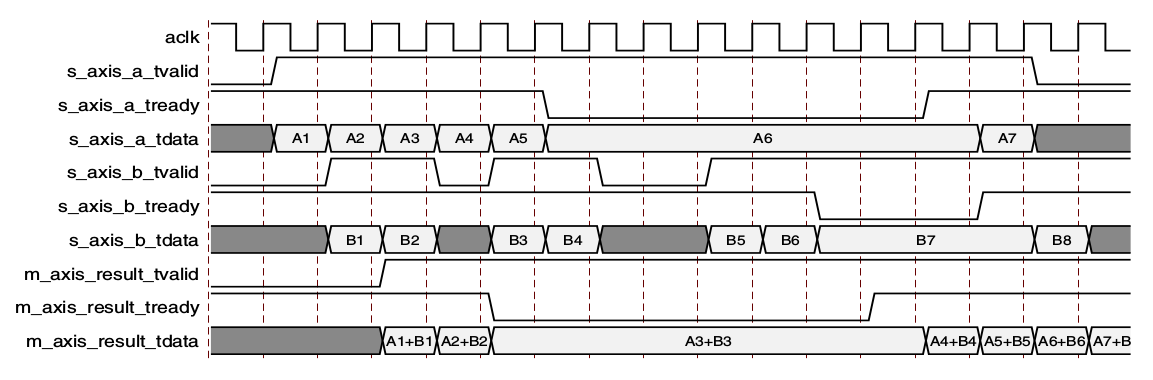 aclk
s_axis_a_tvalid
s_axis_a_tready
s_axis_a_tdata A1 A2 A3 A4 A5 A6 A7
s_axis_b_tvalid
s_axis_b_tready
s_axis_b_tdata B1 B2 B3 B4 B5 B6 B7 B8
m_axis_result_tvalid
m_axis_result_tready
m_axis_result_tdata A1+B1 A2+B2 A3+B3 A4+B4 A5+B5 A6+B6 A7+B